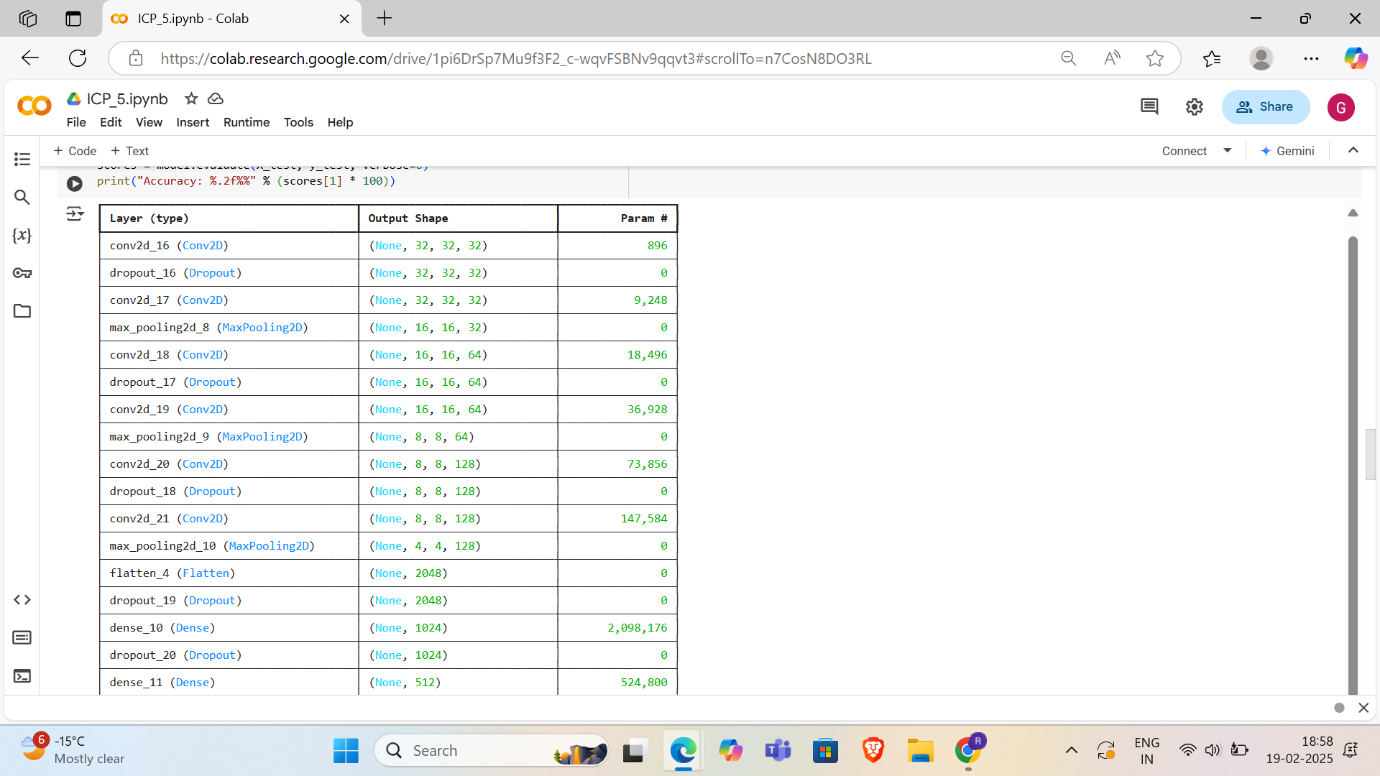 ICP_5.ipynb - Colab
https://colab.research.google.com/drive/1pi6DrSp7Mu9f3F2_c-wqvFSBNv9qqvt3#scrollTo=n7CosN8DO3RL
ICP_5.ipynb
File Edit View Insert Runtime Tools Help
Share
G
+ Code + Text
Connect
Gemini
scores = model.evaluate(X_test, y_test, verbose=0)
print("Accuracy: %.2f%%" % (scores[1] * 100))
Layer (type) Output Shape Param #
conv2d_16 (Conv2D) (None, 32, 32, 32) 896
dropout_16 (Dropout) (None, 32, 32, 32) 0
conv2d_17 (Conv2D) (None, 32, 32, 32) 9,248
max_pooling2d_8 (MaxPooling2D) (None, 16, 16, 32) 0
conv2d_18 (Conv2D) (None, 16, 16, 64) 18,496
dropout_17 (Dropout) (None, 16, 16, 64) 0
conv2d_19 (Conv2D) (None, 16, 16, 64) 36,928
max_pooling2d_9 (MaxPooling2D) (None, 8, 8, 64) 0
conv2d_20 (Conv2D) (None, 8, 8, 128) 73,856
dropout_18 (Dropout) (None, 8, 8, 128) 0
conv2d_21 (Conv2D) (None, 8, 8, 128) 147,584
max_pooling2d_10 (MaxPooling2D) (None, 4, 4, 128) 0
flatten_4 (Flatten) (None, 2048) 0
dropout_19 (Dropout) (None, 2048) 0
dense_10 (Dense) (None, 1024) 2,098,176
dropout_20 (Dropout) (None, 1024) 0
dense_11 (Dense) (None, 512) 524,800
{x}
6
-15°C
Mostly clear
Search
R
ENG
IN
18:58
19-02-2025